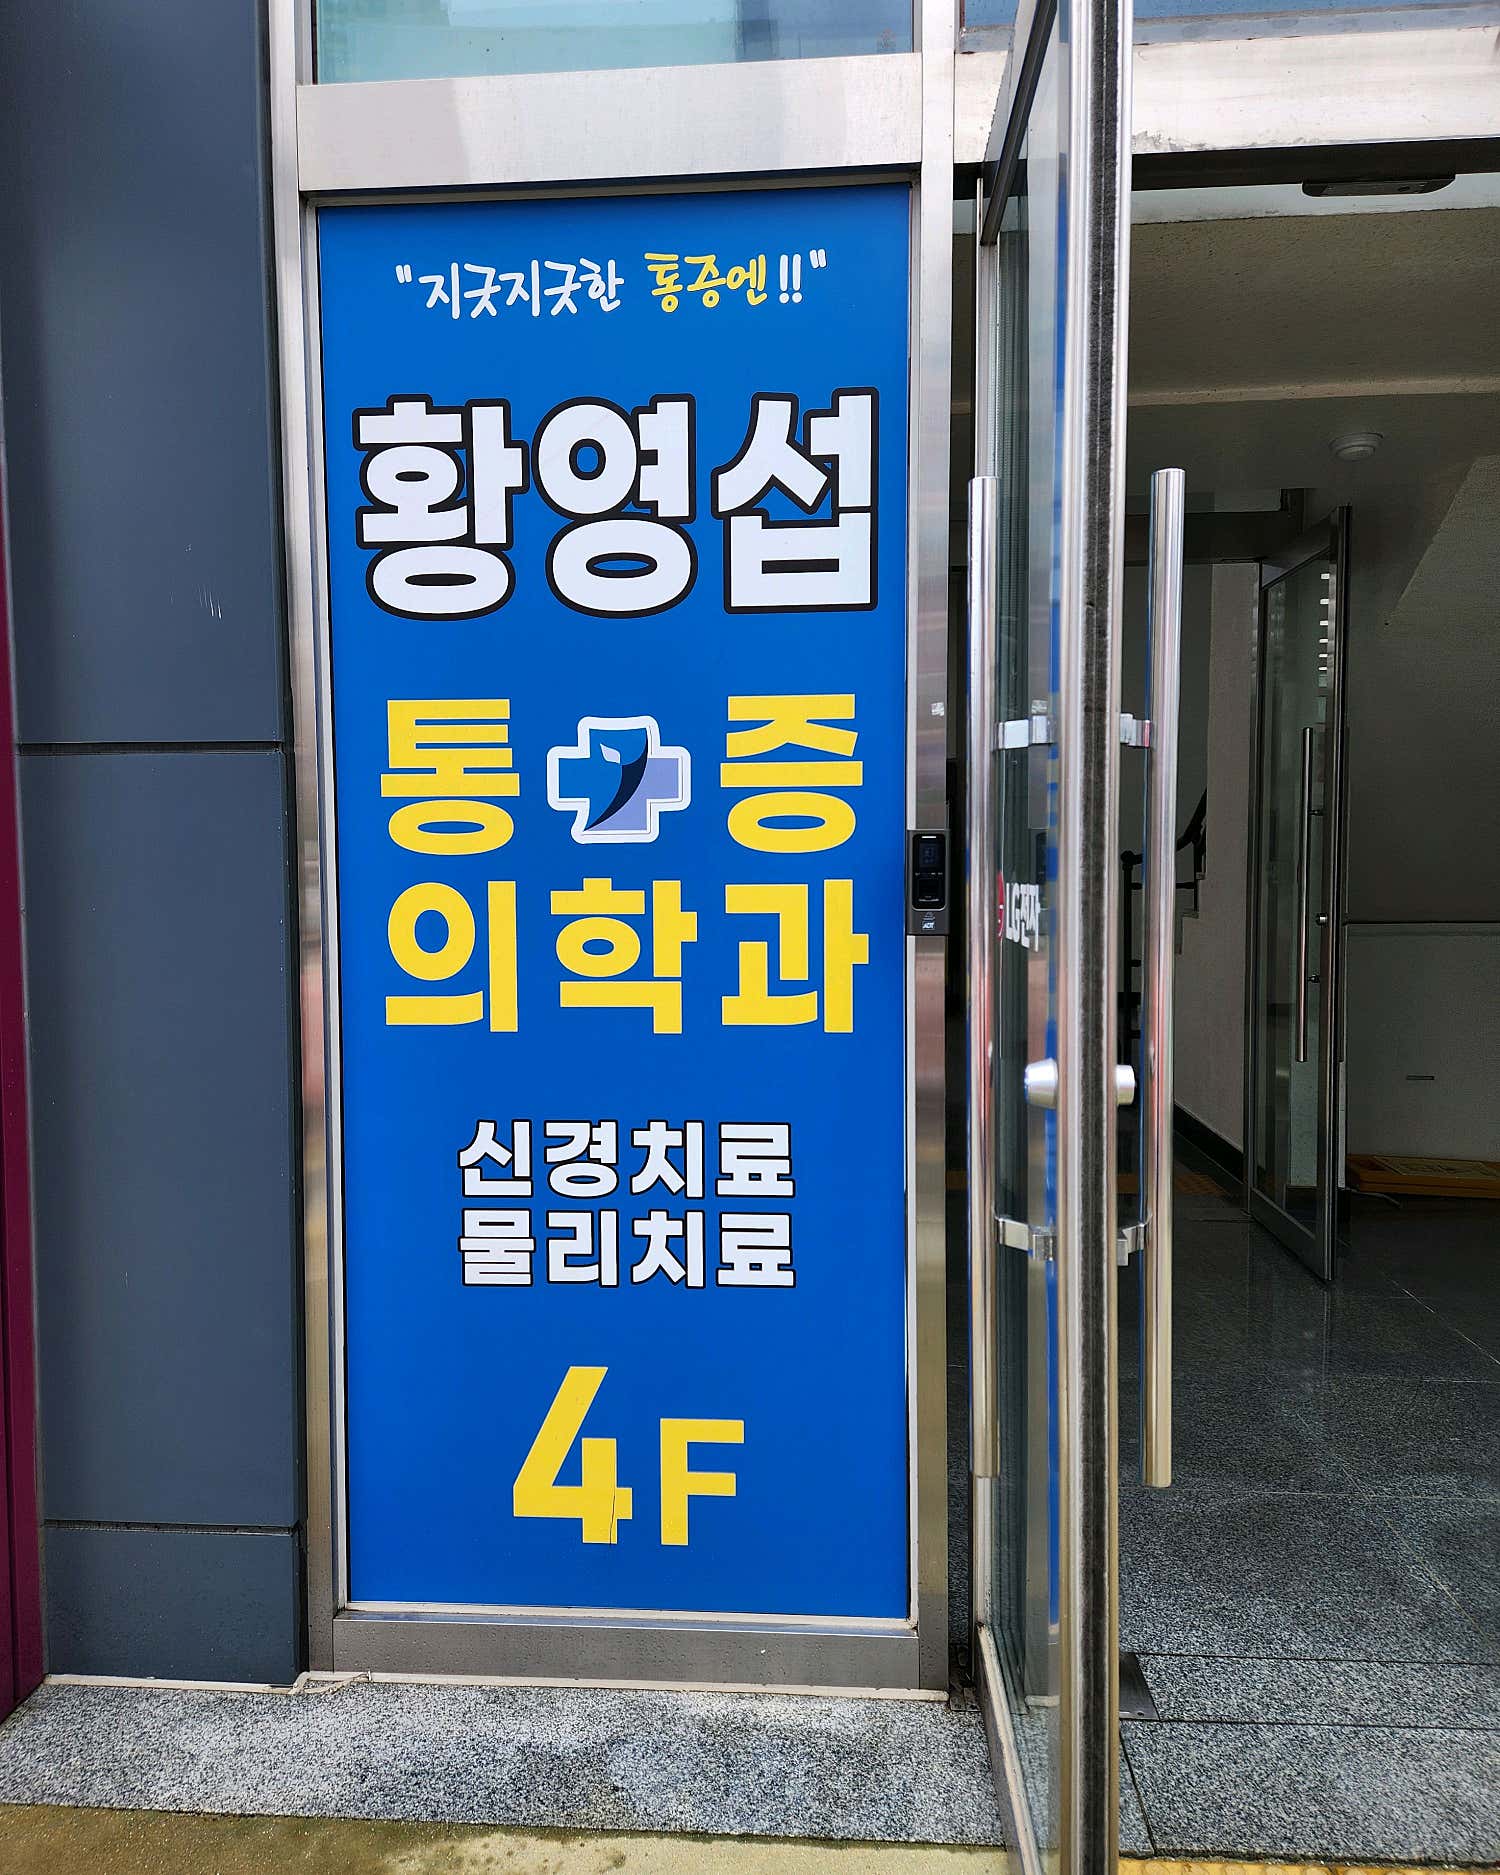 "지긋지긋한 통증엔!!"
황영섭
통증
의학과
신경치료
물리치료
4F
LG전자
ADT